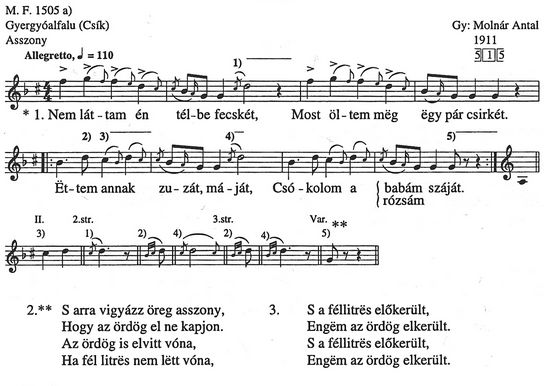 M. F. 1505 a)
Gyergyóalfalu (Csík)
Asszony
Gy: Molnár Antal
1911
5 1 5
Allegretto, ♩ = 110
1)
* 1. Nem lát - tam én tél-be fecskét, Most öl-tem mëg ëgy pár csirkét.
2) 3) 4) 5)
Ët-tem annak zu-zát, má-ját, Csó-kolom a { babám száját.
rózsám
II. 2.str. 3.str. Var. **
3) 1) 2) 4) 4) 5)
2.** S arra vigyázz öreg asszony,
Hogy az ördög el ne kapjon.
Az ördög is elvitt vóna,
Ha fél litrës nem lëtt vóna,
3. S a féllitrës előkerült,
Engëm az ördög elkerült.
S a féllitrës előkerült,
Engëm az ördög elkerült.